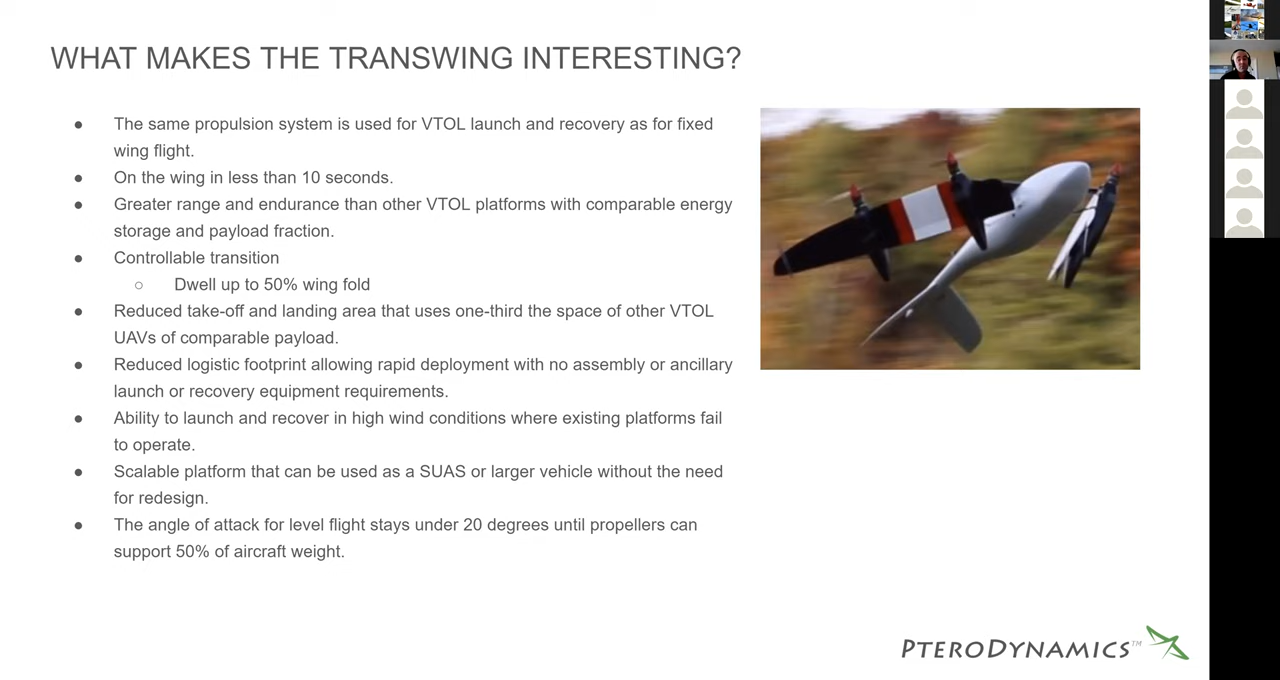 WHAT MAKES THE TRANSWING INTERESTING?
● The same propulsion system is used for VTOL launch and recovery as for fixed
wing flight.
● On the wing in less than 10 seconds.
● Greater range and endurance than other VTOL platforms with comparable energy
storage and payload fraction.
● Controllable transition
○ Dwell up to 50% wing fold
● Reduced take-off and landing area that uses one-third the space of other VTOL
UAVs of comparable payload.
● Reduced logistic footprint allowing rapid deployment with no assembly or ancillary
launch or recovery equipment requirements.
● Ability to launch and recover in high wind conditions where existing platforms fail
to operate.
● Scalable platform that can be used as a SUAS or larger vehicle without the need
for redesign.
● The angle of attack for level flight stays under 20 degrees until propellers can
support 50% of aircraft weight.
PTERODYNAMICS™